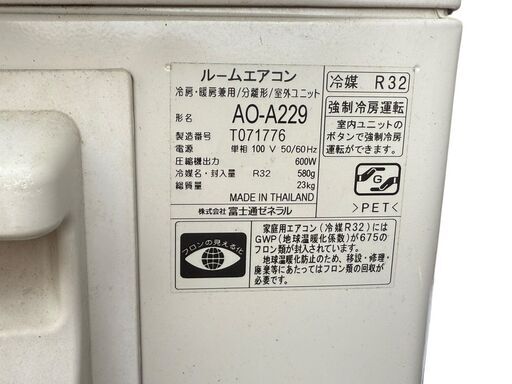 ルームエアコン
冷房・暖房兼用/分離形/室外ユニット
形名 AO-A229
製造番号 T071776
電源 単相 100 V 50/60Hz
圧縮機出力 600W
冷媒名・封入量 R32 580g
総質量 23kg
MADE IN THAILAND
株式会社 富士通ゼネラル
冷媒 R32
強制冷房運転
室内ユニットの
ボタンで強制冷房
運転ができます。
G
>PET<
フロンの見える化
家庭用エアコン(冷媒R32)には
GWP(地球温暖化係数)が675の
フロン類が封入されています。
地球温暖化防止のため、移設・修理・
廃棄等にあたってはフロン類の回収が
必要です。